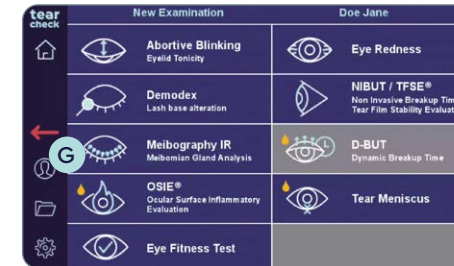 tear
check
New Examination
Doe Jane
Abortive Blinking
Eyelid Tonicity
Eye Redness
Demodex
Lash base alteration
NIBUT / TFSE®
Non Invasive Breakup
Tear Film Stability
G
Meibography IR
Meibomian Gland Analysis
D-BUT
Dynamic Breakup Time
OSIE®
Ocular Surface Inflammatory
Evaluation
Tear Meniscus
Eye Fitness Test